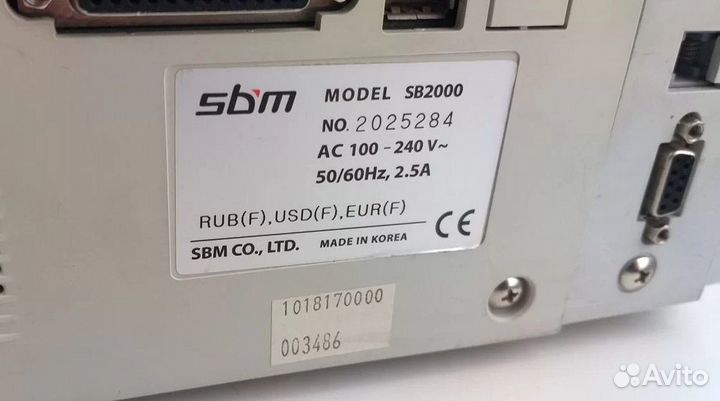 sbm MODEL SB2000
NO. 2025284
AC 100 - 240 V~
50/60Hz, 2.5A
RUB(F),USD(F),EUR(F)
SBM CO., LTD. MADE IN KOREA CE
1018170000
003486
Avito